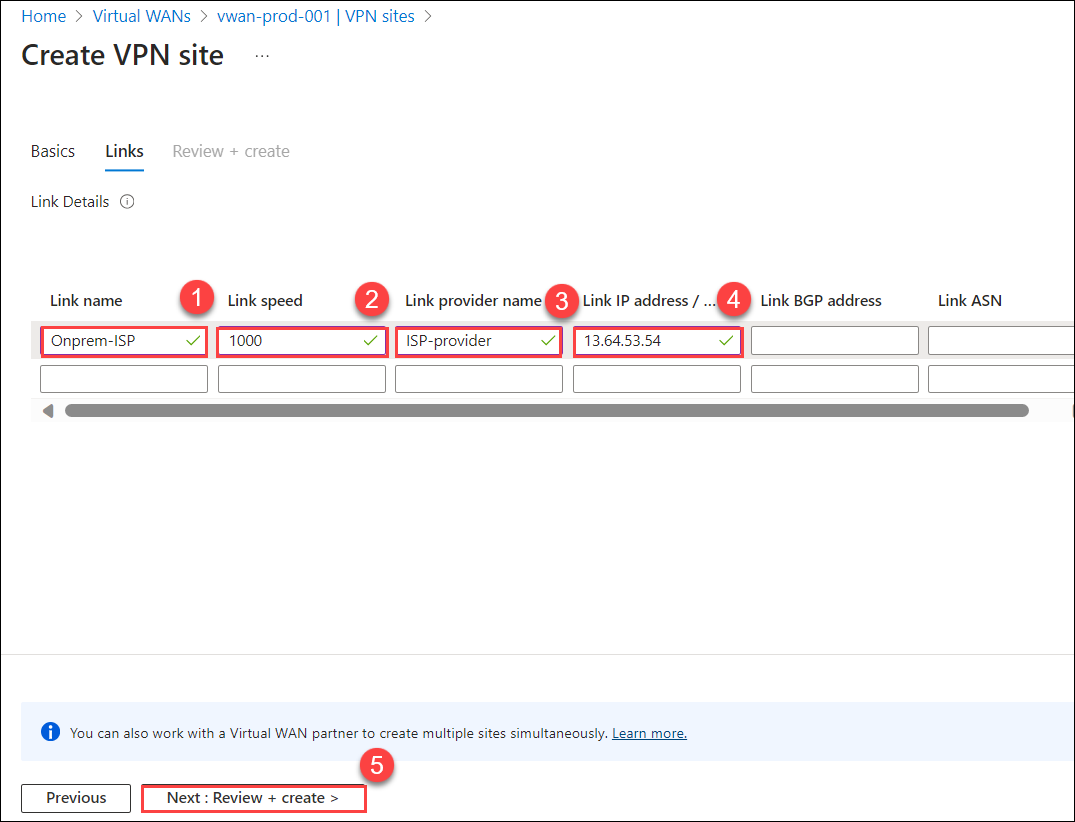 Home > Virtual WANs > vwan-prod-001 | VPN sites >
Create VPN site ...
Basics Links Review + create
Link Details
Link name 1 Link speed 2 Link provider name 3 Link IP address / ... 4 Link BGP address Link ASN
Onprem-ISP 1000 ISP-provider 13.64.53.54
You can also work with a Virtual WAN partner to create multiple sites simultaneously. Learn more.
5
Previous Next : Review + create >